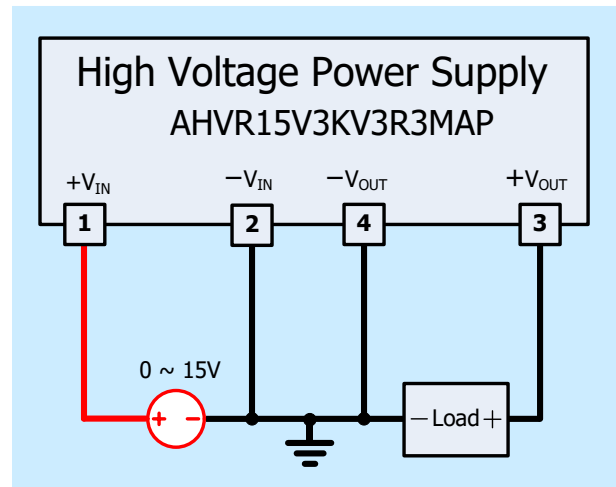 High Voltage Power Supply
AHVR15V3KV3R3MAP
+VIN −VIN −VOUT +VOUT
1 2 4 3
0 ~ 15V
+ − − Load +